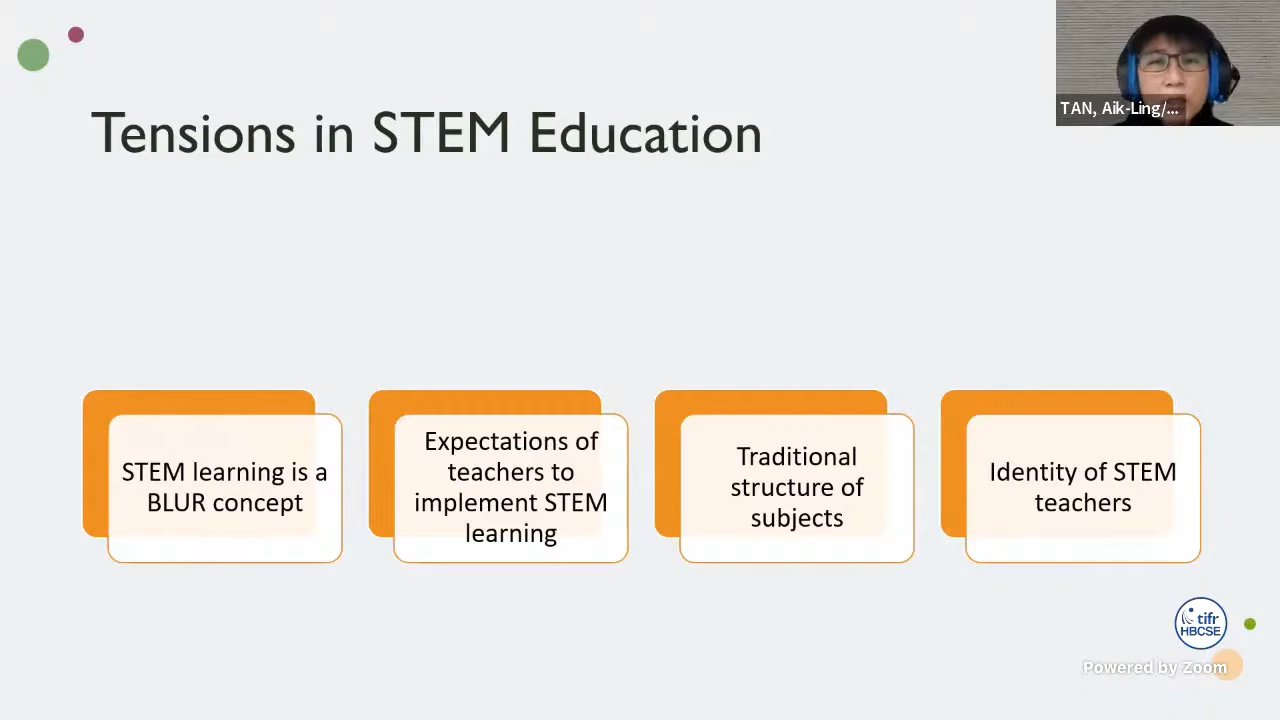 TAN, Aik-Ling/...
Tensions in STEM Education
STEM learning is a
BLUR concept
Expectations of
teachers to
implement STEM
learning
Traditional
structure of
subjects
Identity of STEM
teachers
tifr
HBCSE
Powered by Zoom